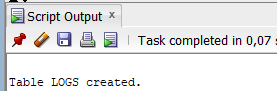 Script Output ×
Task completed in 0,07 s
Table LOGS created.